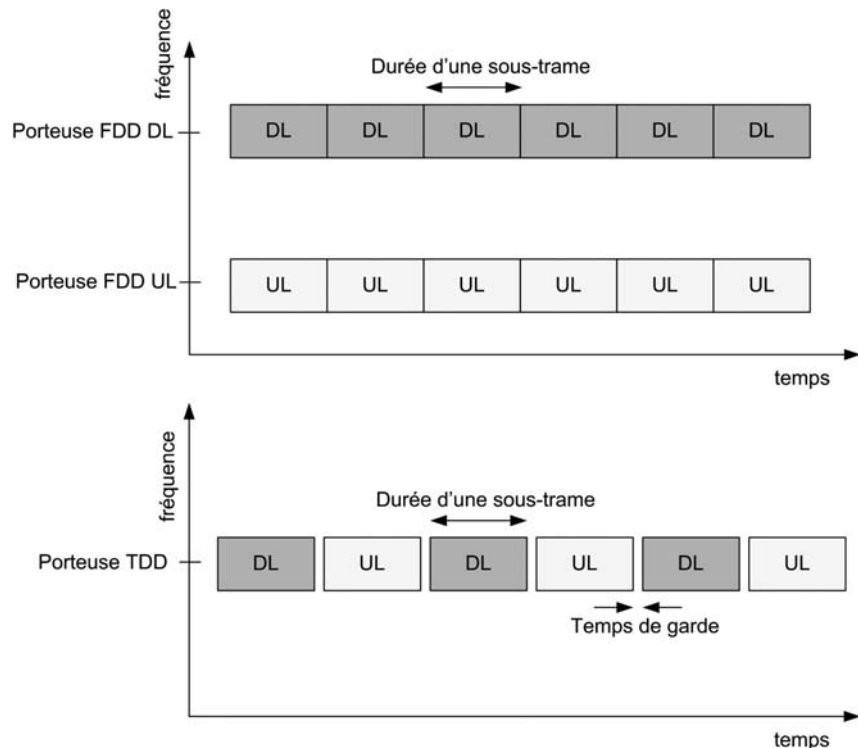 fréquence
Durée d'une sous-trame
Porteuse FDD DL
DL DL DL DL DL DL
Porteuse FDD UL
UL UL UL UL UL UL
temps
fréquence
Durée d'une sous-trame
Porteuse TDD
DL UL DL UL DL UL
Temps de garde
temps